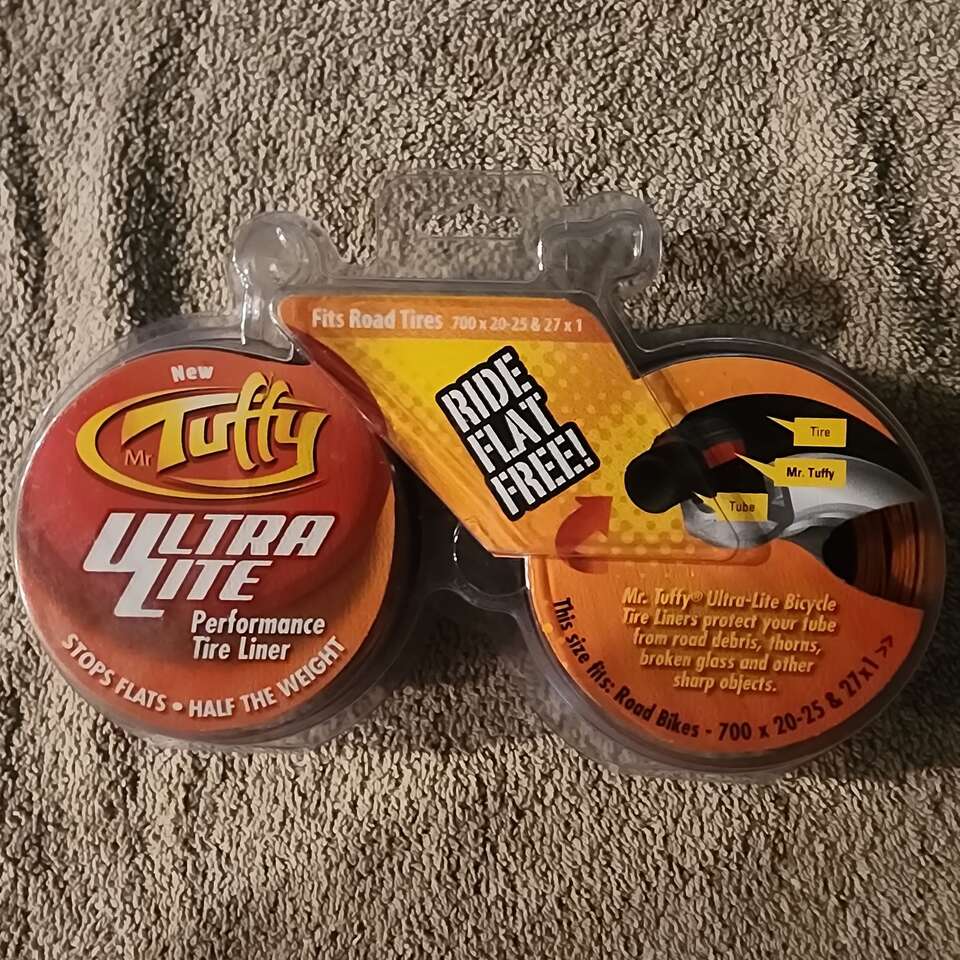 Fits Road Tires 700 x 20-25 & 27 x 1
New
Mr Tuffy
ULTRA
LITE
Performance
Tire Liner
STOPS FLATS • HALF THE WEIGHT
RIDE
FLAT
FREE!
Tire
Mr. Tuffy
Tube
Mr. Tuffy® Ultra-Lite Bicycle
Tire Liners protect your tube
from road debris, thorns,
broken glass and other
sharp objects.
This size fits: Road Bikes - 700 x 20-25 & 27 x 1 >>